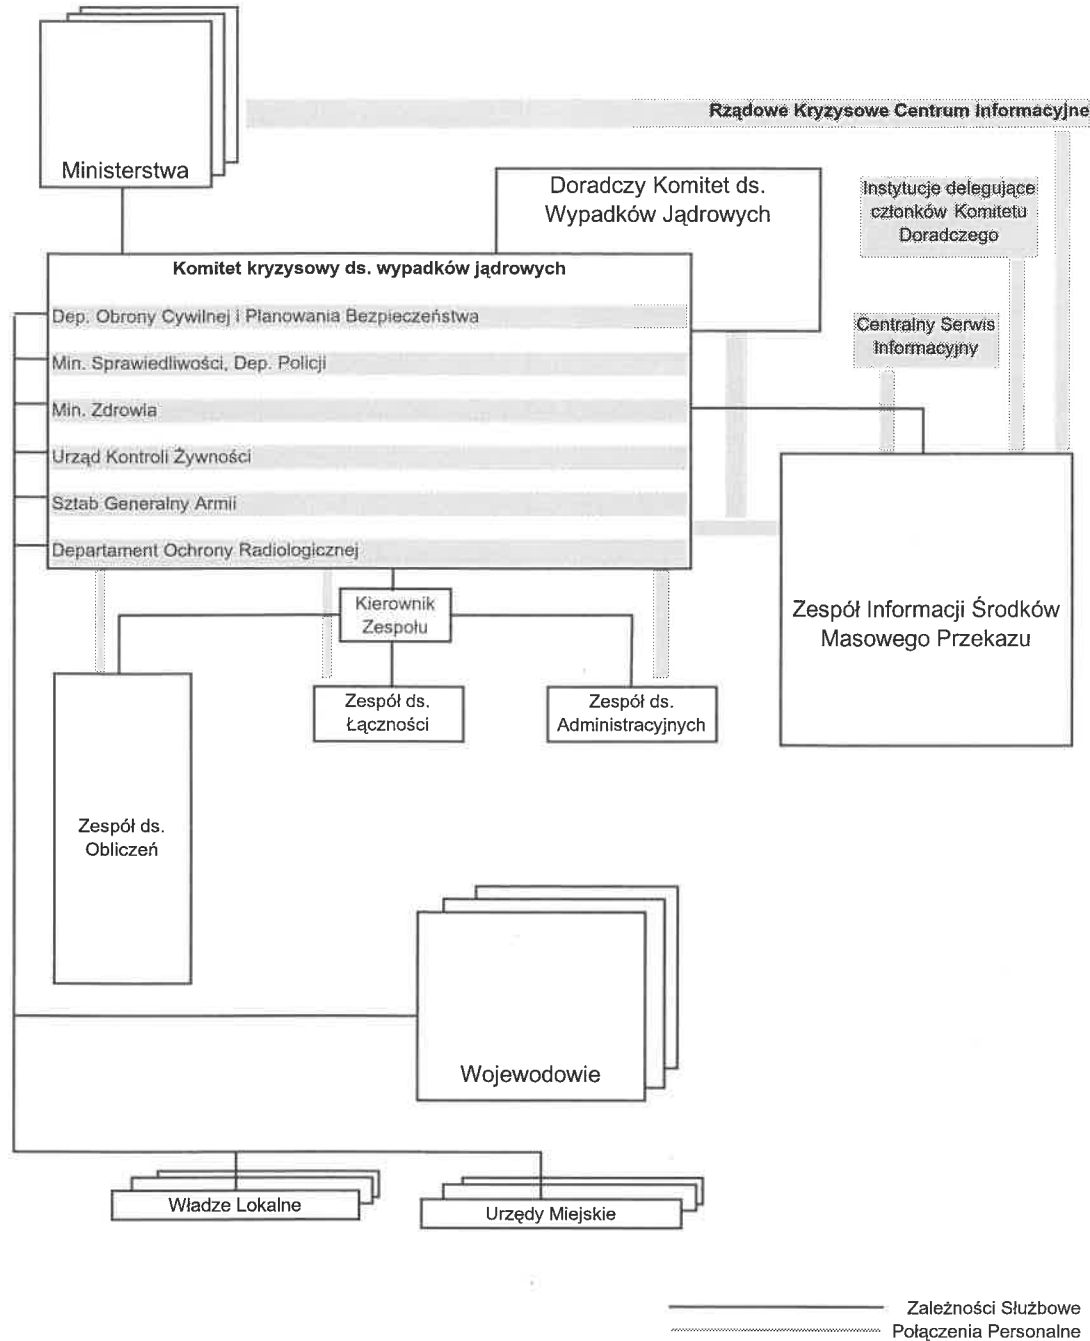 Rządowe Kryzysowe Centrum Informacyjne
Ministerstwa
Doradczy Komitet ds.
Wypadków Jądrowych
Instytucje delegujące
członków Komitetu
Doradczego
Komitet kryzysowy ds. wypadków jądrowych
Dep. Obrony Cywilnej i Planowania Bezpieczeństwa
Centralny Serwis
Informacyjny
Min. Sprawiedliwości, Dep. Policji
Min. Zdrowia
Urząd Kontroli Żywności
Sztab Generalny Armii
Departament Ochrony Radiologicznej
Kierownik
Zespołu
Zespół Informacji Środków
Masowego Przekazu
Zespół ds.
Łączności
Zespół ds.
Administracyjnych
Zespół ds.
Obliczeń
Wojewodowie
Władze Lokalne
Urzędy Miejskie
Zależności Służbowe
Połączenia Personalne